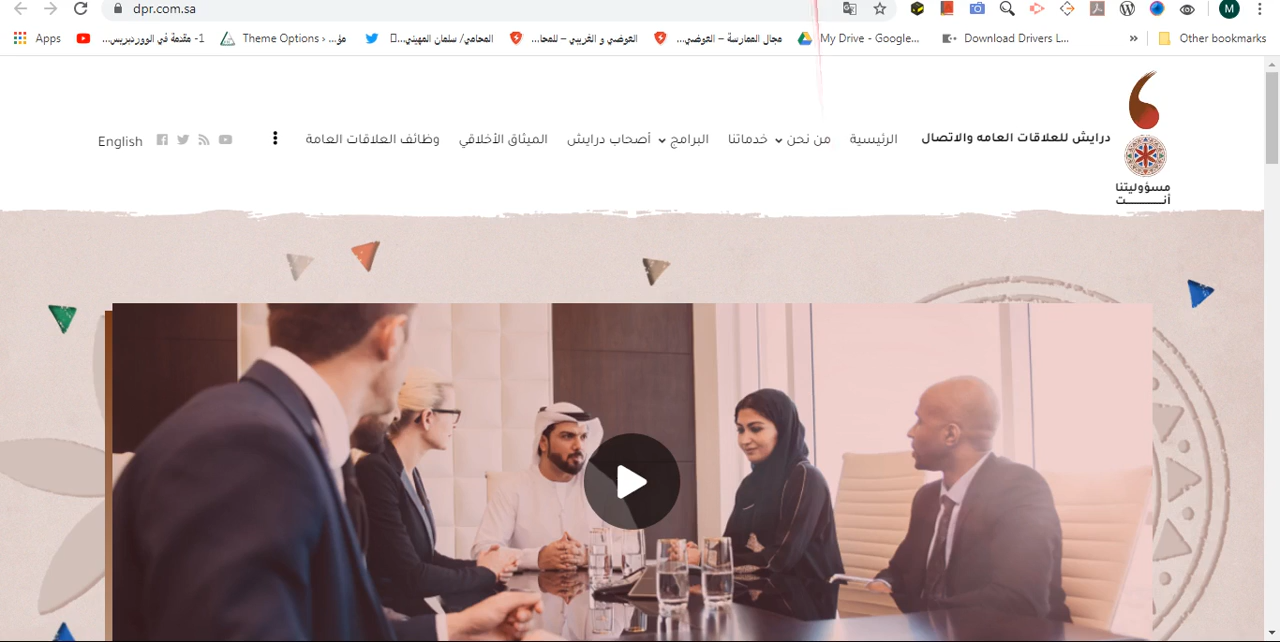 dpr.com.sa
M
Apps
1- مقدمة في الووردبريس...
Theme Options ‹ مؤ...
المحامي/ سلمان المهيني...
العوضي و الغريبي – للمحا...
مجال الممارسة – العوضي...
My Drive - Google...
Download Drivers L...
»
Other bookmarks
درايش للعلاقات العامه والاتصال
الرئيسية
من نحن
خدماتنا
البرامج
أصحاب درايش
الميثاق الأخلاقي
وظائف العلاقات العامة
English
مسؤوليتنا
أنـــــت